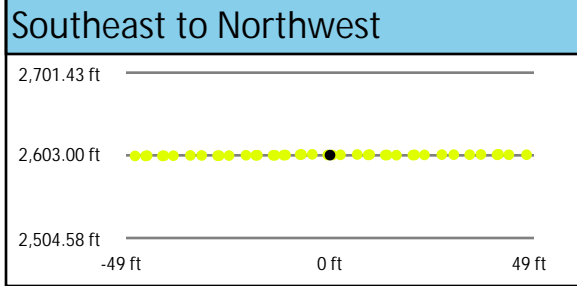 Southeast to Northwest
2,701.43 ft
2,603.00 ft
2,504.58 ft
-49 ft 0 ft 49 ft